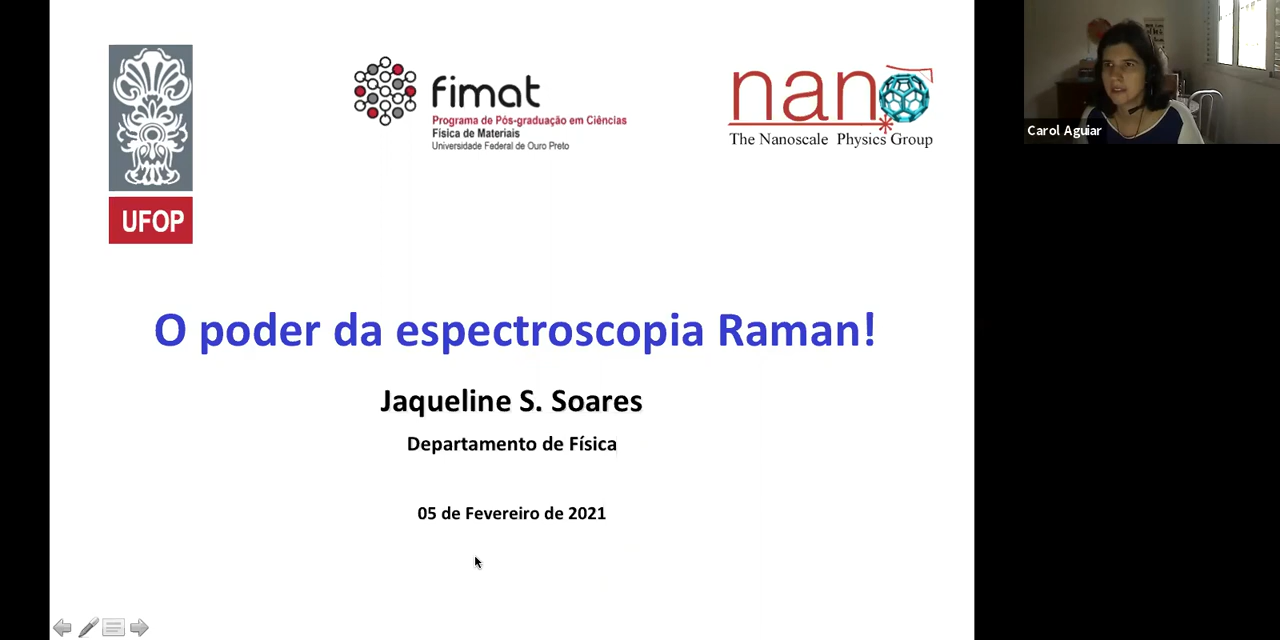 UFOP
fimat
Programa de Pós-graduação em Ciências
Física de Materiais
Universidade Federal de Ouro Preto
nano
The Nanoscale Physics Group
Carol Aguiar
O poder da espectroscopia Raman!
Jaqueline S. Soares
Departamento de Física
05 de Fevereiro de 2021